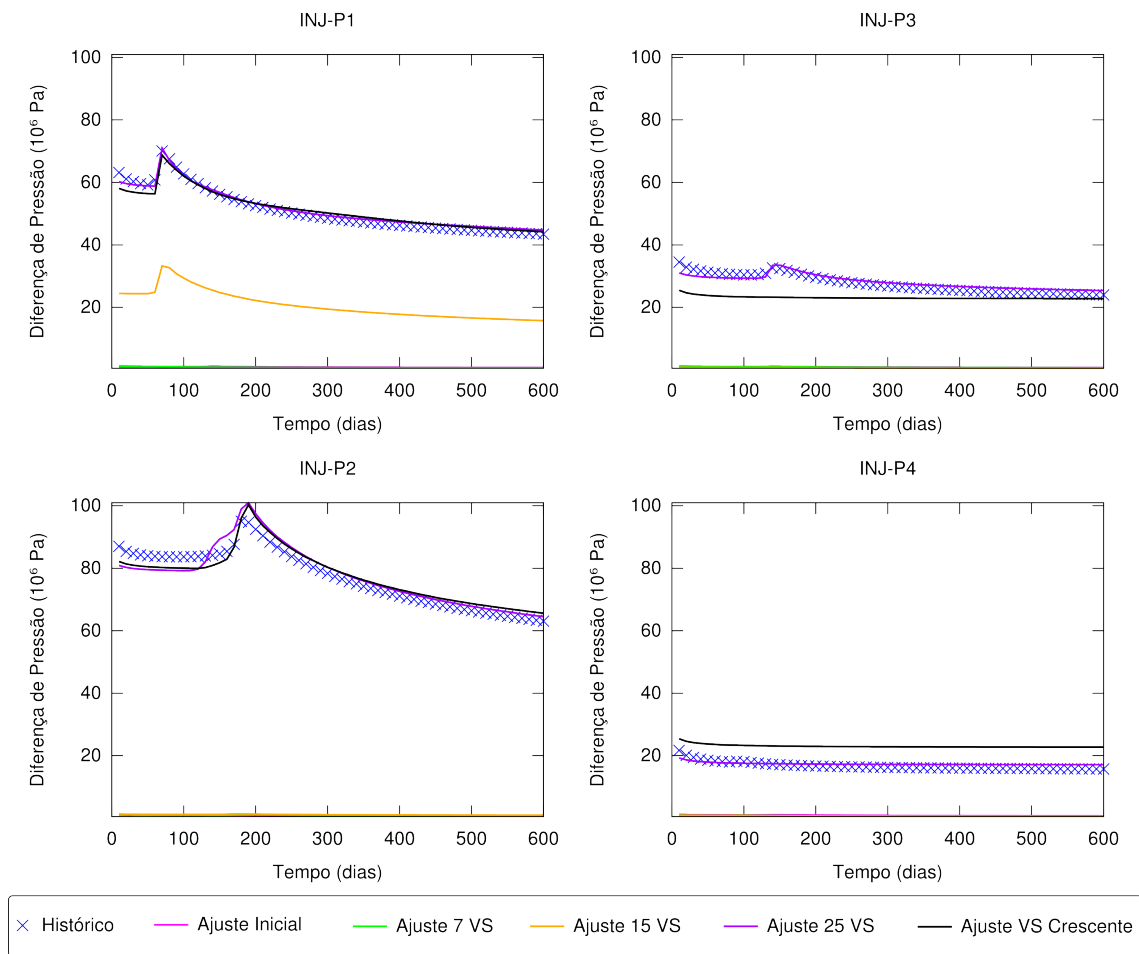 INJ-P1
Diferença de Pressão (10⁶ Pa)
100
80
60
40
20
0 100 200 300 400 500 600
Tempo (dias)
INJ-P3
Diferença de Pressão (10⁶ Pa)
100
80
60
40
20
0 100 200 300 400 500 600
Tempo (dias)
INJ-P2
Diferença de Pressão (10⁶ Pa)
100
80
60
40
20
0 100 200 300 400 500 600
Tempo (dias)
INJ-P4
Diferença de Pressão (10⁶ Pa)
100
80
60
40
20
0 100 200 300 400 500 600
Tempo (dias)
Histórico Ajuste Inicial Ajuste 7 VS Ajuste 15 VS Ajuste 25 VS Ajuste VS Crescente